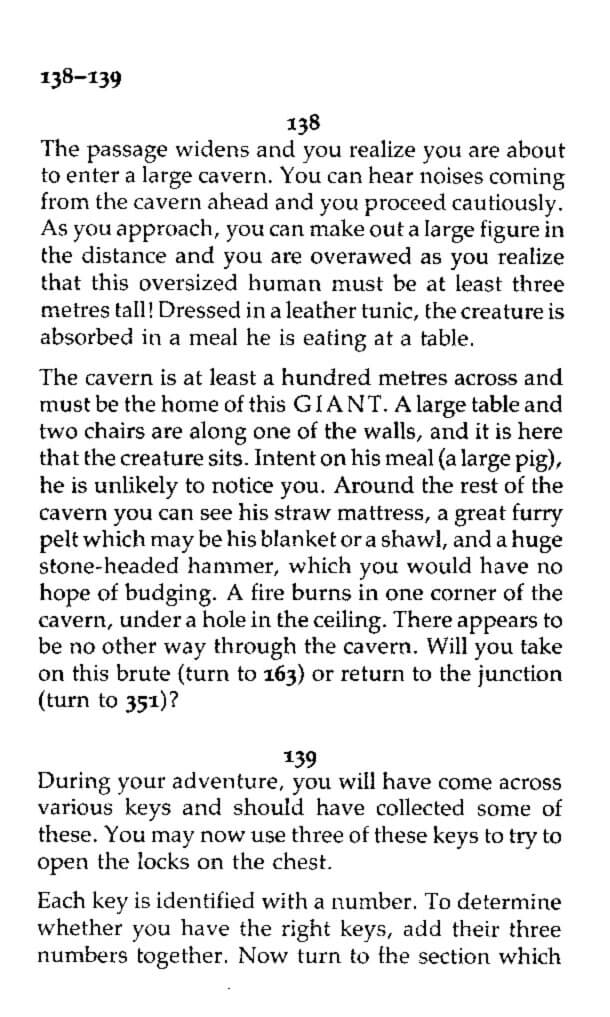 138–139
138
The passage widens and you realize you are about
to enter a large cavern. You can hear noises coming
from the cavern ahead and you proceed cautiously.
As you approach, you can make out a large figure in
the distance and you are overawed as you realize
that this oversized human must be at least three
metres tall! Dressed in a leather tunic, the creature is
absorbed in a meal he is eating at a table.
The cavern is at least a hundred metres across and
must be the home of this GIANT. A large table and
two chairs are along one of the walls, and it is here
that the creature sits. Intent on his meal (a large pig),
he is unlikely to notice you. Around the rest of the
cavern you can see his straw mattress, a great furry
pelt which may be his blanket or a shawl, and a huge
stone-headed hammer, which you would have no
hope of budging. A fire burns in one corner of the
cavern, under a hole in the ceiling. There appears to
be no other way through the cavern. Will you take
on this brute (turn to 163) or return to the junction
(turn to 351)?
139
During your adventure, you will have come across
various keys and should have collected some of
these. You may now use three of these keys to try to
open the locks on the chest.
Each key is identified with a number. To determine
whether you have the right keys, add their three
numbers together. Now turn to the section which